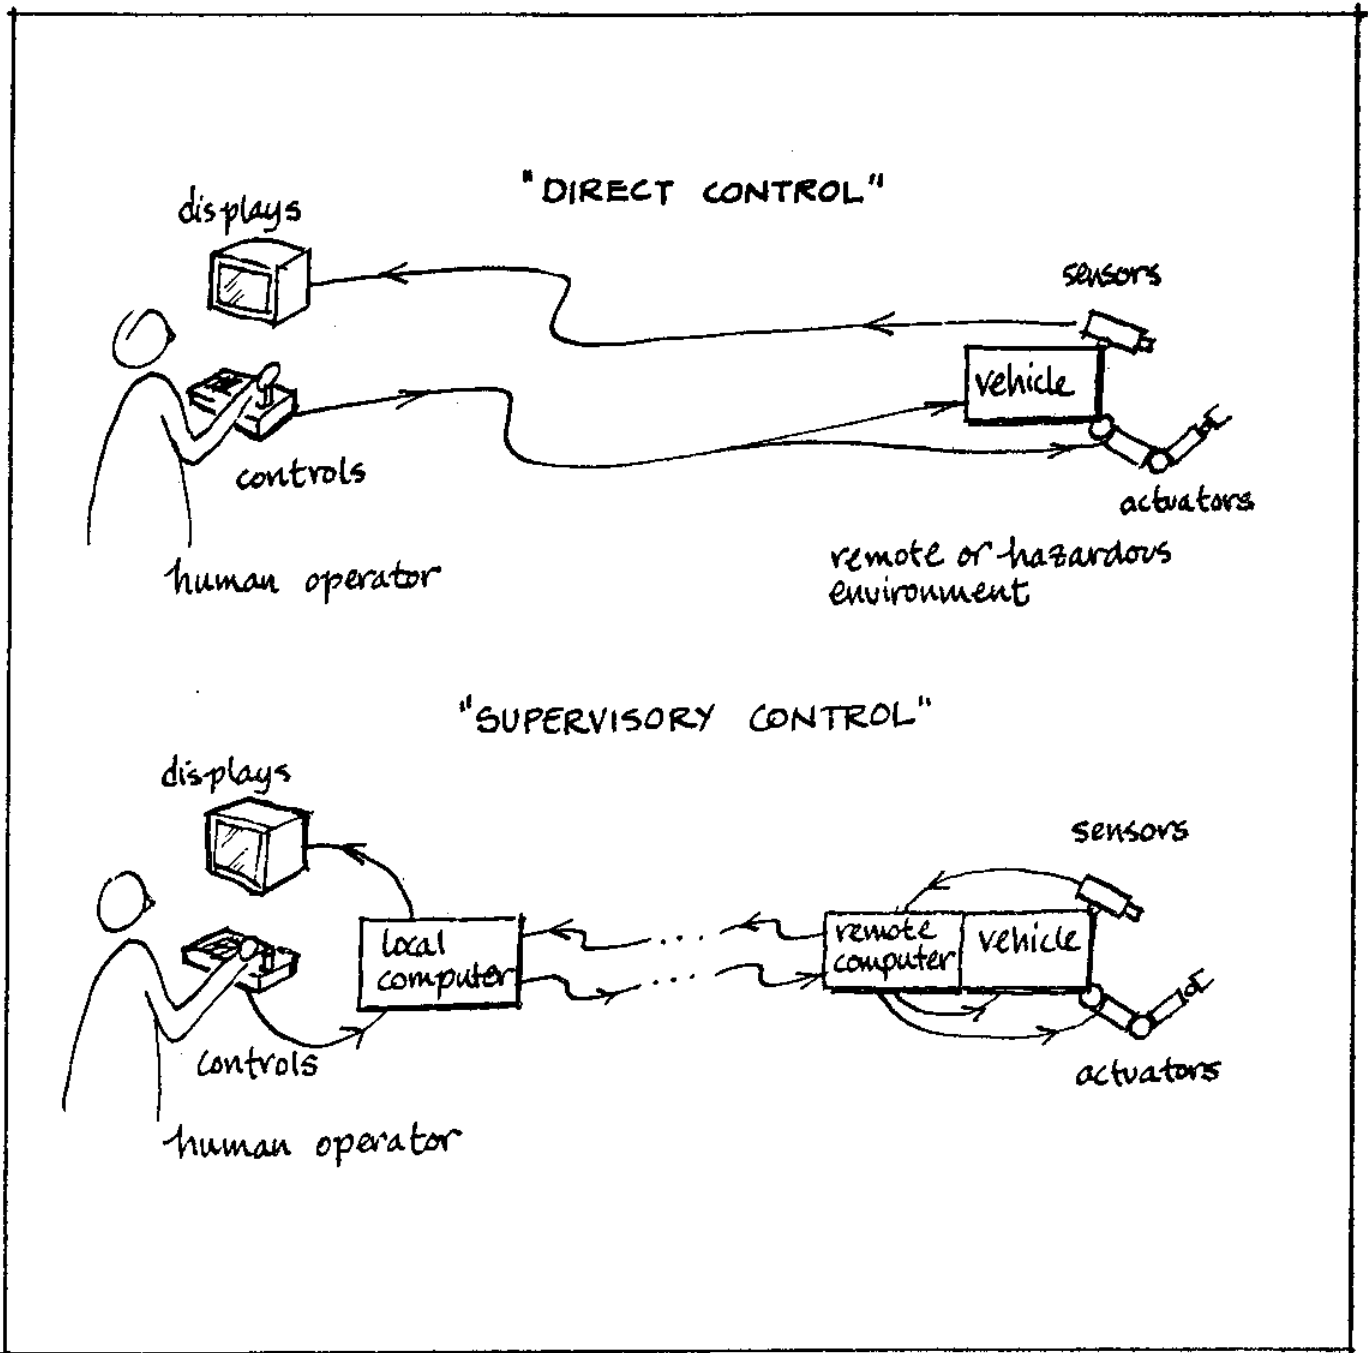 "DIRECT CONTROL"
displays
sensors
vehicle
controls
actuators
human operator
remote or hazardous
environment
"SUPERVISORY CONTROL"
displays
sensors
local
computer
remote
computer
vehicle
controls
actuators
human operator